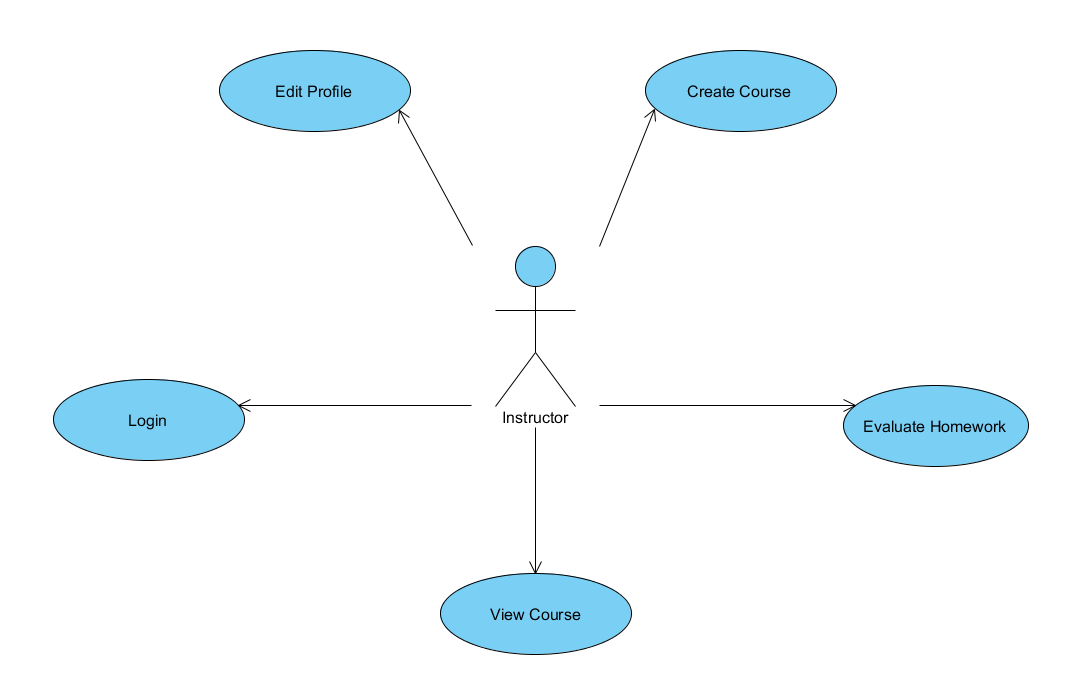 Edit Profile
Create Course
Login
Instructor
Evaluate Homework
View Course